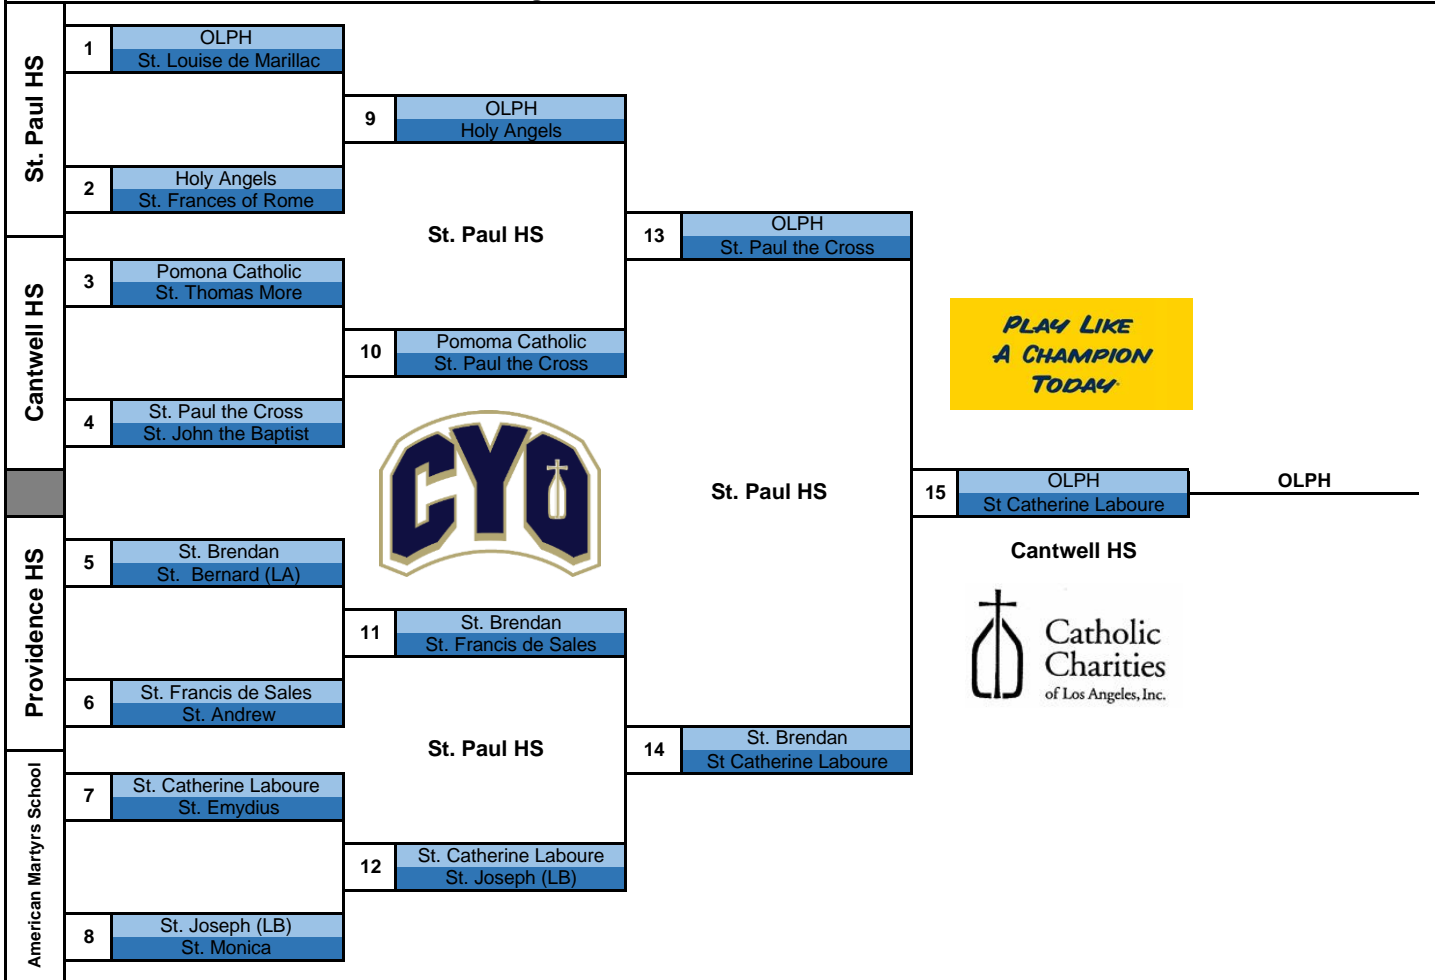 St. Paul HS
1
OLPH
St. Louise de Marillac
2
Holy Angels
St. Frances of Rome
Cantwell HS
3
Pomona Catholic
St. Thomas More
4
St. Paul the Cross
St. John the Baptist
Providence HS
5
St. Brendan
St. Bernard (LA)
6
St. Francis de Sales
St. Andrew
American Martyrs School
7
St. Catherine Laboure
St. Emydius
8
St. Joseph (LB)
St. Monica
9
OLPH
Holy Angels
St. Paul HS
10
Pomoma Catholic
St. Paul the Cross
CYO
11
St. Brendan
St. Francis de Sales
St. Paul HS
12
St. Catherine Laboure
St. Joseph (LB)
13
OLPH
St. Paul the Cross
St. Paul HS
14
St. Brendan
St Catherine Laboure
PLAY LIKE
A CHAMPION
TODAY
15
OLPH
St Catherine Laboure
OLPH
Cantwell HS
Catholic
Charities
of Los Angeles, Inc.